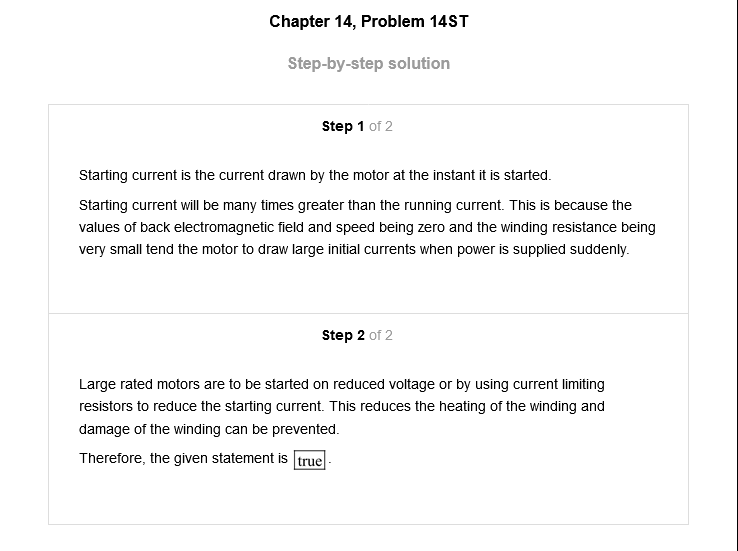 Chapter 14, Problem 14ST
Step-by-step solution
Step 1 of 2
Starting current is the current drawn by the motor at the instant it is started.
Starting current will be many times greater than the running current. This is because the
values of back electromagnetic field and speed being zero and the winding resistance being
very small tend the motor to draw large initial currents when power is supplied suddenly.
Step 2 of 2
Large rated motors are to be started on reduced voltage or by using current limiting
resistors to reduce the starting current. This reduces the heating of the winding and
damage of the winding can be prevented.
Therefore, the given statement is true.